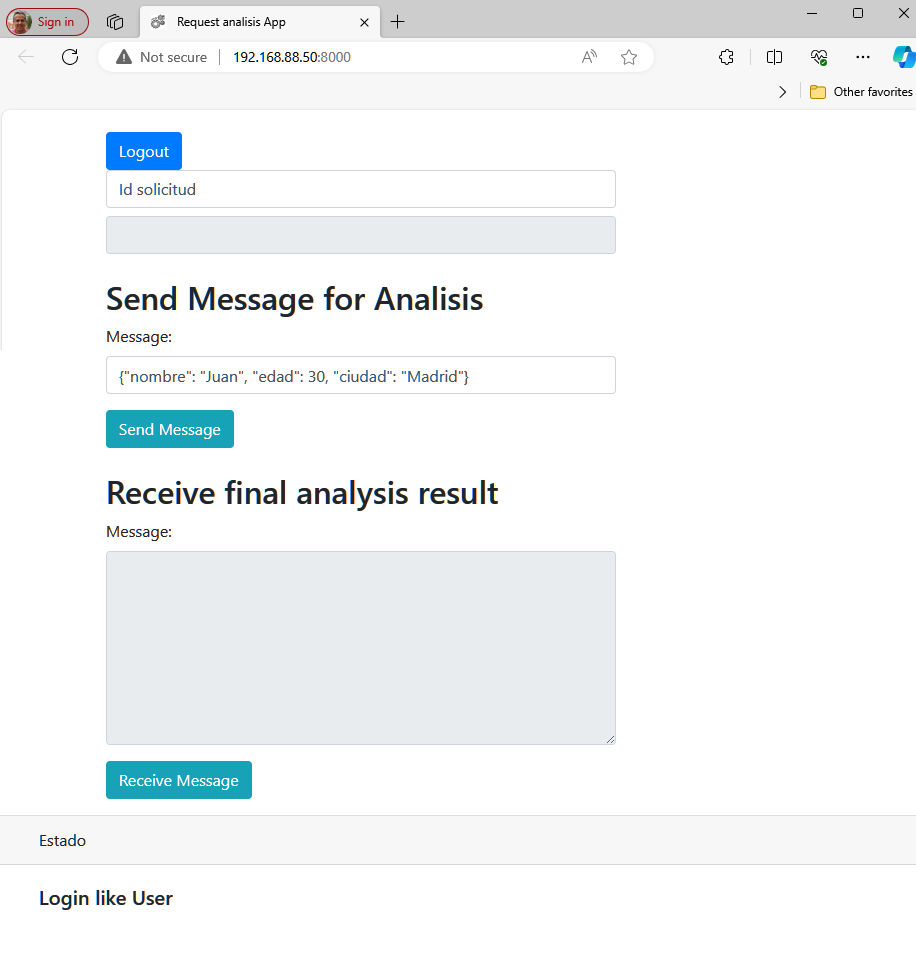 Sign in
Request analisis App
Not secure
192.168.88.50:8000
Other favorites
Logout
Id solicitud
Send Message for Analisis
Message:
{"nombre": "Juan", "edad": 30, "ciudad": "Madrid"}
Send Message
Receive final analysis result
Message:
Receive Message
Estado
Login like User